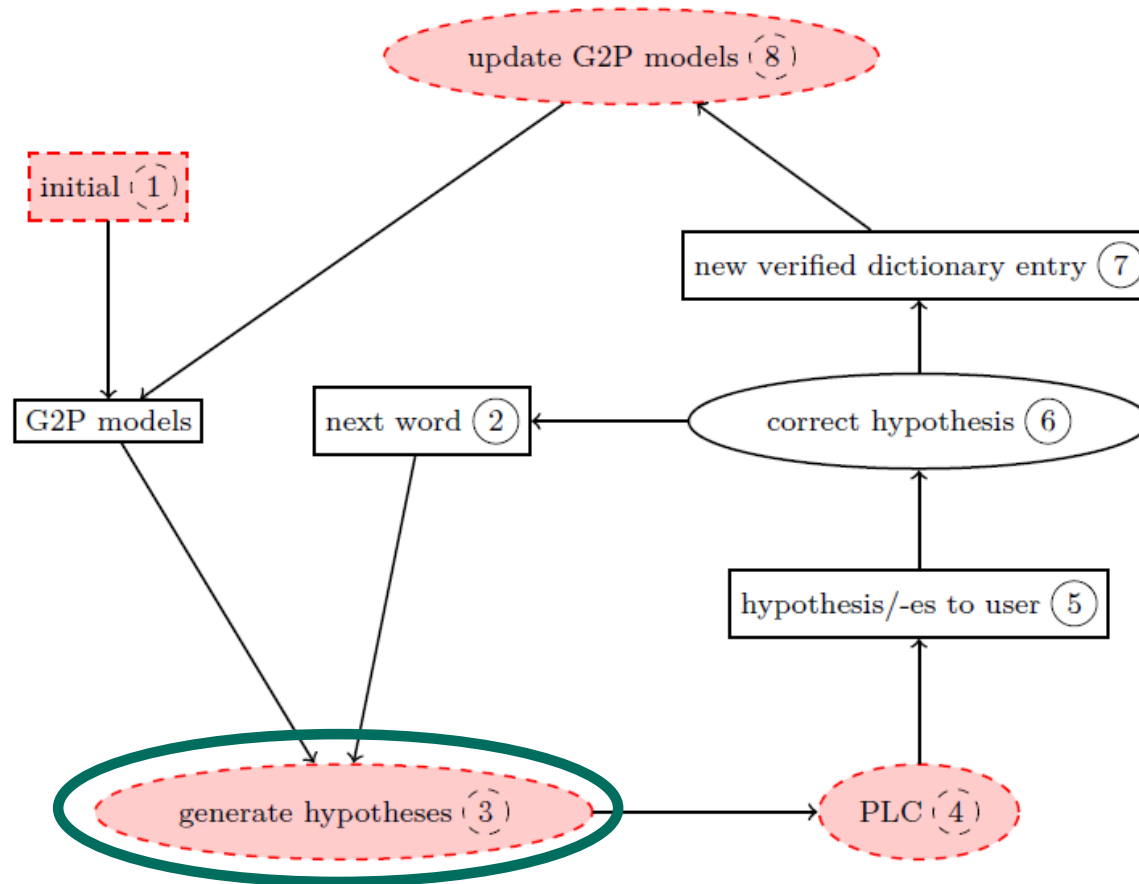 update G2P models 8
initial 1
new verified dictionary entry 7
G2P models
next word 2
correct hypothesis 6
hypothesis/-es to user 5
generate hypotheses 3
PLC 4